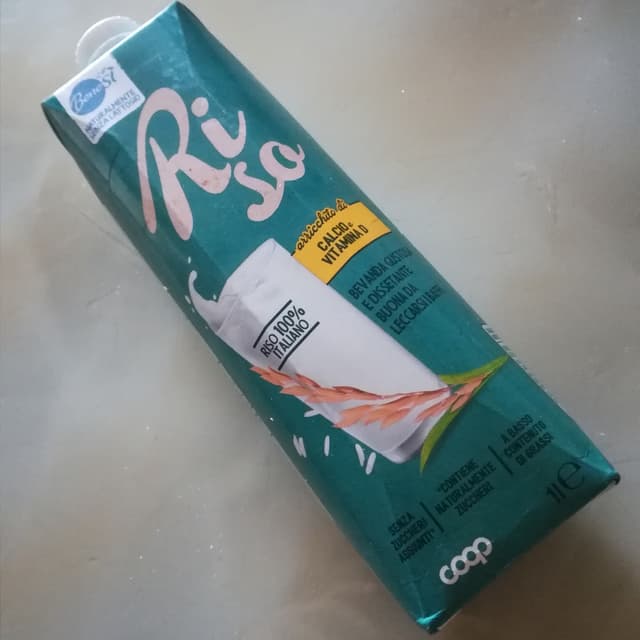 Bene sì
NATURALMENTE
SENZA LATTOSIO
Ri
so
arricchito di
CALCIO e
VITAMINA D
BEVANDA GUSTOSA
E DISSETANTE
BUONA DA
LECCARSI I BAFFI
RISO 100%
ITALIANO
SENZA
ZUCCHERI
AGGIUNTI*
*CONTIENE
NATURALMENTE
ZUCCHERI
A BASSO
CONTENUTO
DI GRASSI
1l e
coop